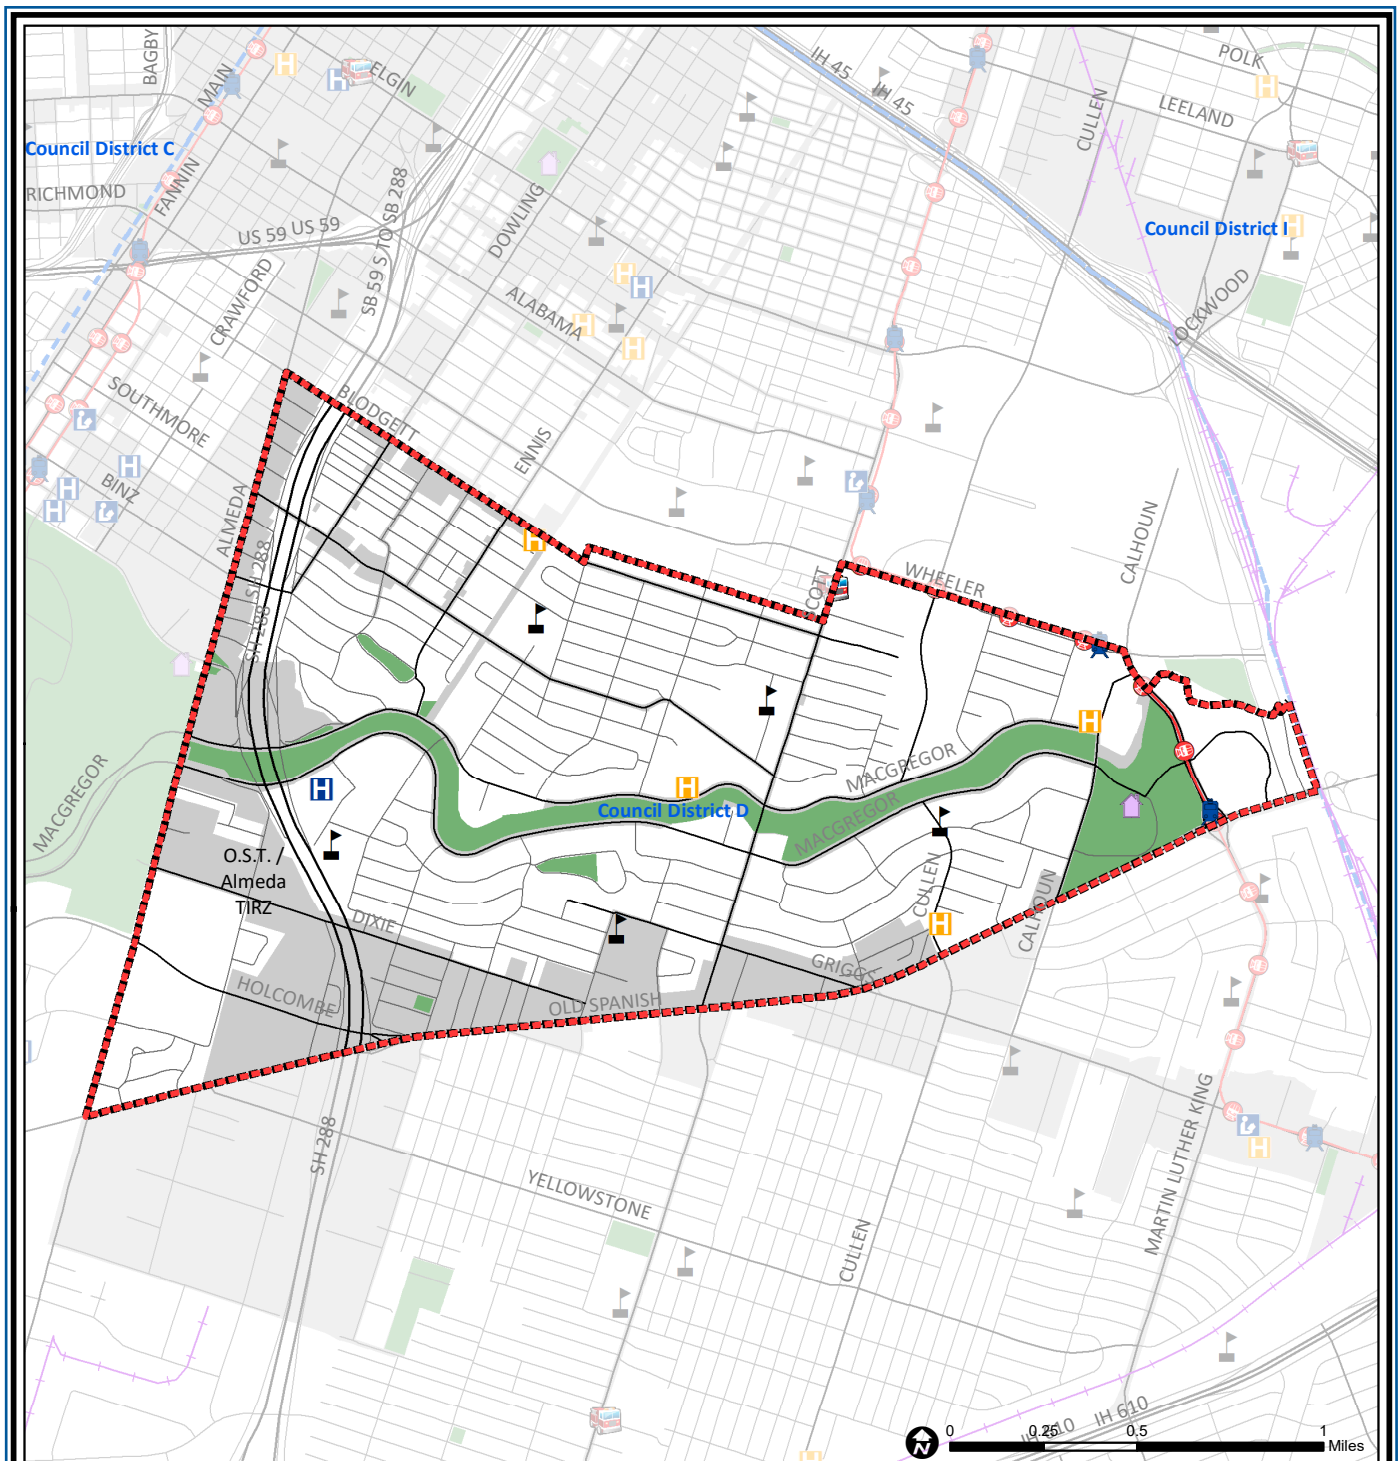 BAGBY
MAIN
ELGIN
IH 45
IH 45
POLK
LEELAND
CULLEN
Council District C
RICHMOND
FANNIN
US 59 US 59
SB 59 S TO SB 288
DOWLING
Council District I
CRAWFORD
ALABAMA
LOCKWOOD
SOUTHMORE
BLODGETT
ENNIS
BINZ
ALMEDA
SH 288
SH 288
SCOTT
WHEELER
CALHOUN
MACGREGOR
MACGREGOR
MACGREGOR
Council District D
O.S.T. /
Almeda
TIRZ
DIXIE
CULLEN
CALHOUN
GRIGGS
HOLCOMBE
OLD SPANISH
SH 288
YELLOWSTONE
CULLEN
MARTIN LUTHER KING
IH 610
IH 610
N
0 0.25 0.5 1
Miles